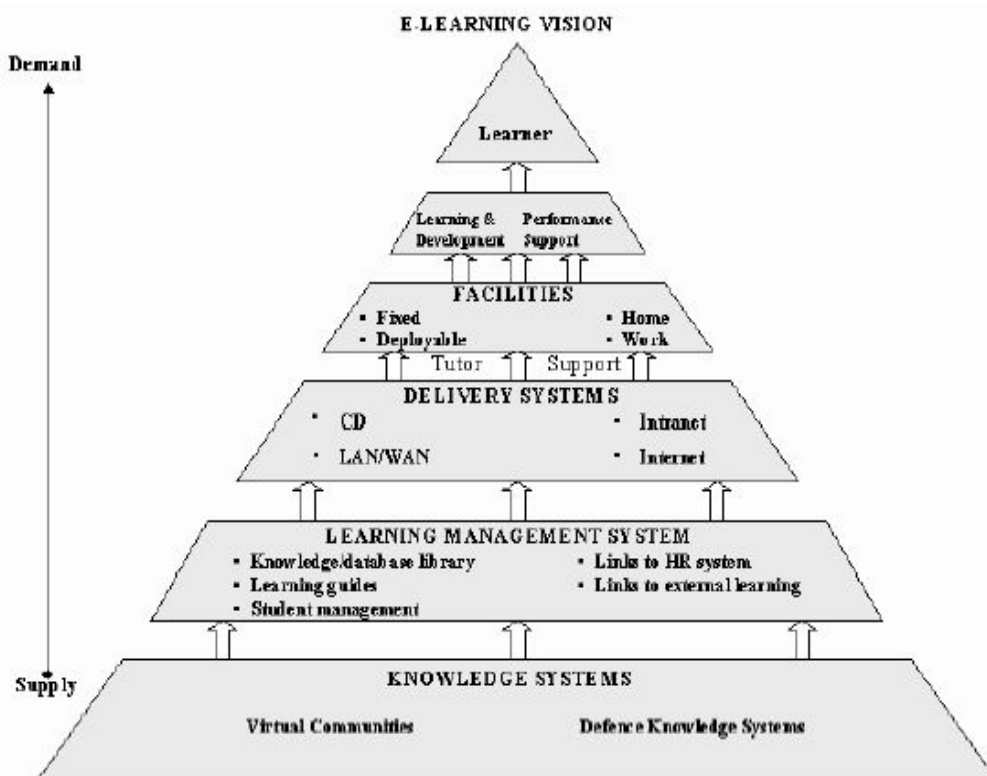 E-LEARNING VISION
Demand
Learner
Learning & Performance
Development Support
FACILITIES
▪ Fixed ▪ Home
▪ Deployable ▪ Work
Tutor Support
DELIVERY SYSTEMS
▪ CD ▪ Intranet
▪ LAN/WAN ▪ Internet
LEARNING MANAGEMENT SYSTEM
▪ Knowledge/database library ▪ Links to HR system
▪ Learning guides ▪ Links to external learning
▪ Student management
Supply
KNOWLEDGE SYSTEMS
Virtual Communities Defence Knowledge Systems